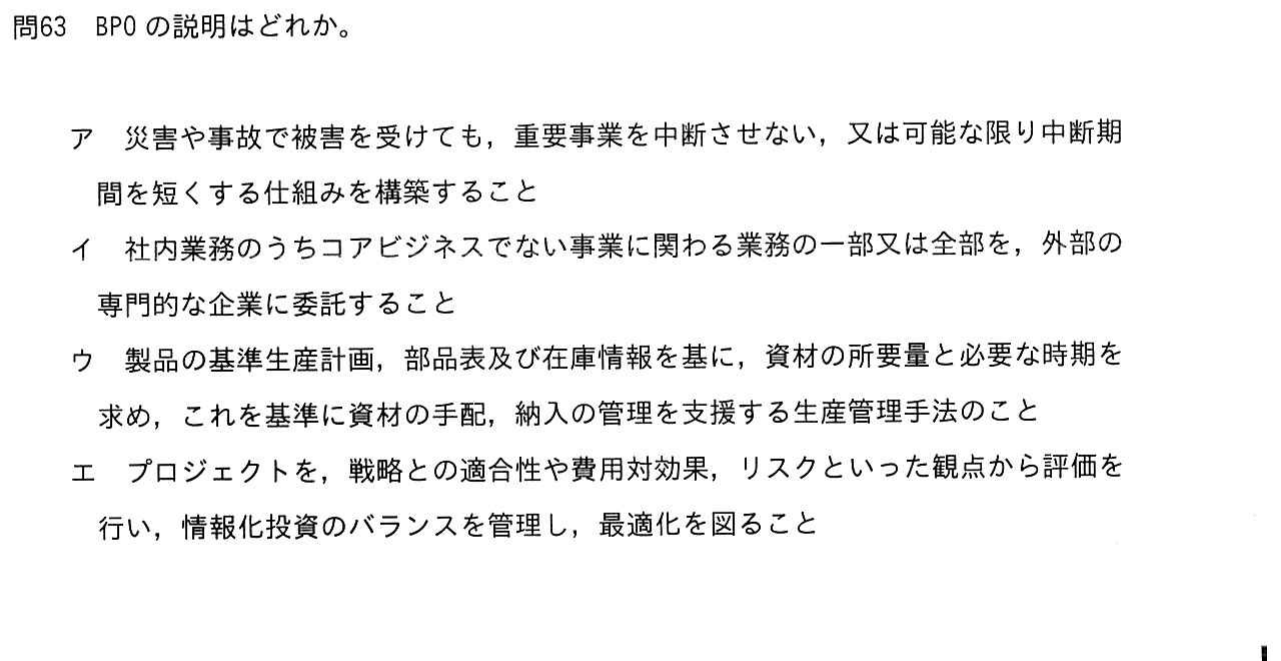 問63 BPO の説明はどれか。
ア 災害や事故で被害を受けても，重要事業を中断させない，又は可能な限り中断期
間を短くする仕組みを構築すること
イ 社内業務のうちコアビジネスでない事業に関わる業務の一部又は全部を，外部の
専門的な企業に委託すること
ウ 製品の基準生産計画，部品表及び在庫情報を基に，資材の所要量と必要な時期を
求め，これを基準に資材の手配，納入の管理を支援する生産管理手法のこと
エ プロジェクトを，戦略との適合性や費用対効果，リスクといった観点から評価を
行い，情報化投資のバランスを管理し，最適化を図ること